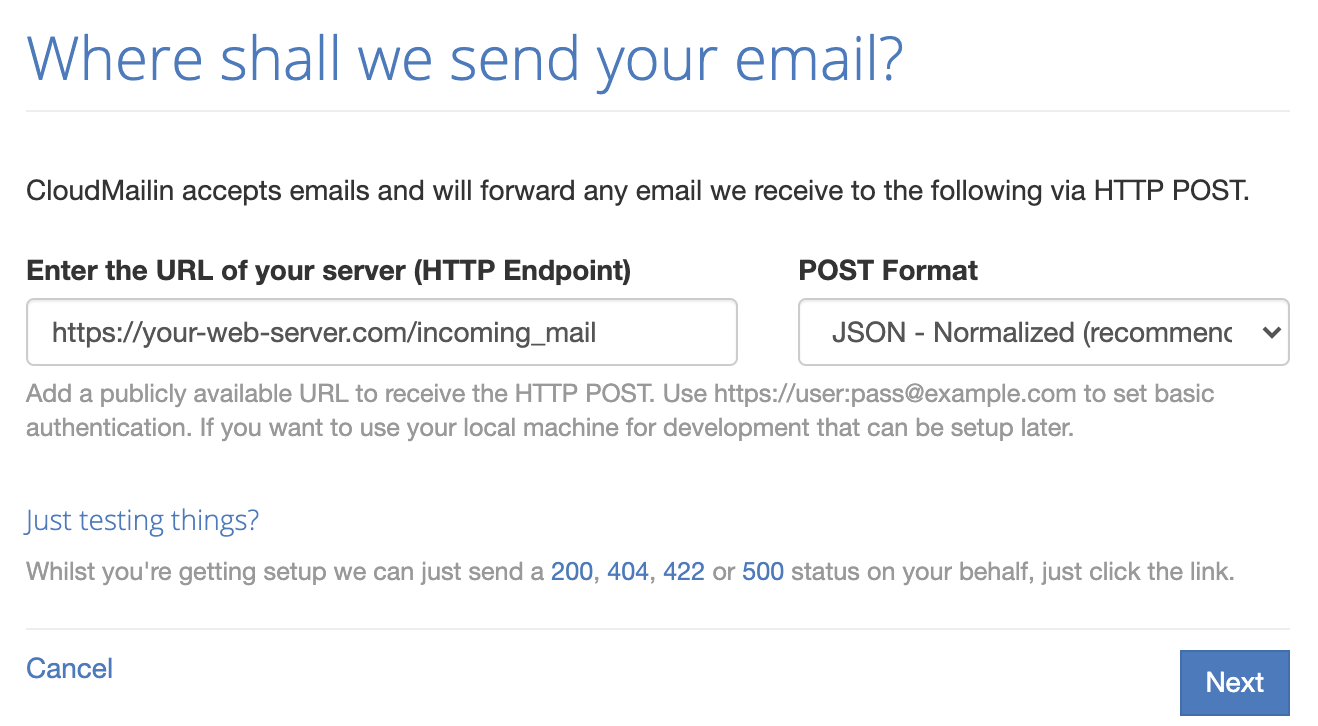 Where shall we send your email?
CloudMailin accepts emails and will forward any email we receive to the following via HTTP POST.
Enter the URL of your server (HTTP Endpoint)
https://your-web-server.com/incoming_mail
POST Format
JSON - Normalized (recommenc
Add a publicly available URL to receive the HTTP POST. Use https://user:pass@example.com to set basic
authentication. If you want to use your local machine for development that can be setup later.
Just testing things?
Whilst you're getting setup we can just send a 200, 404, 422 or 500 status on your behalf, just click the link.
Cancel
Next